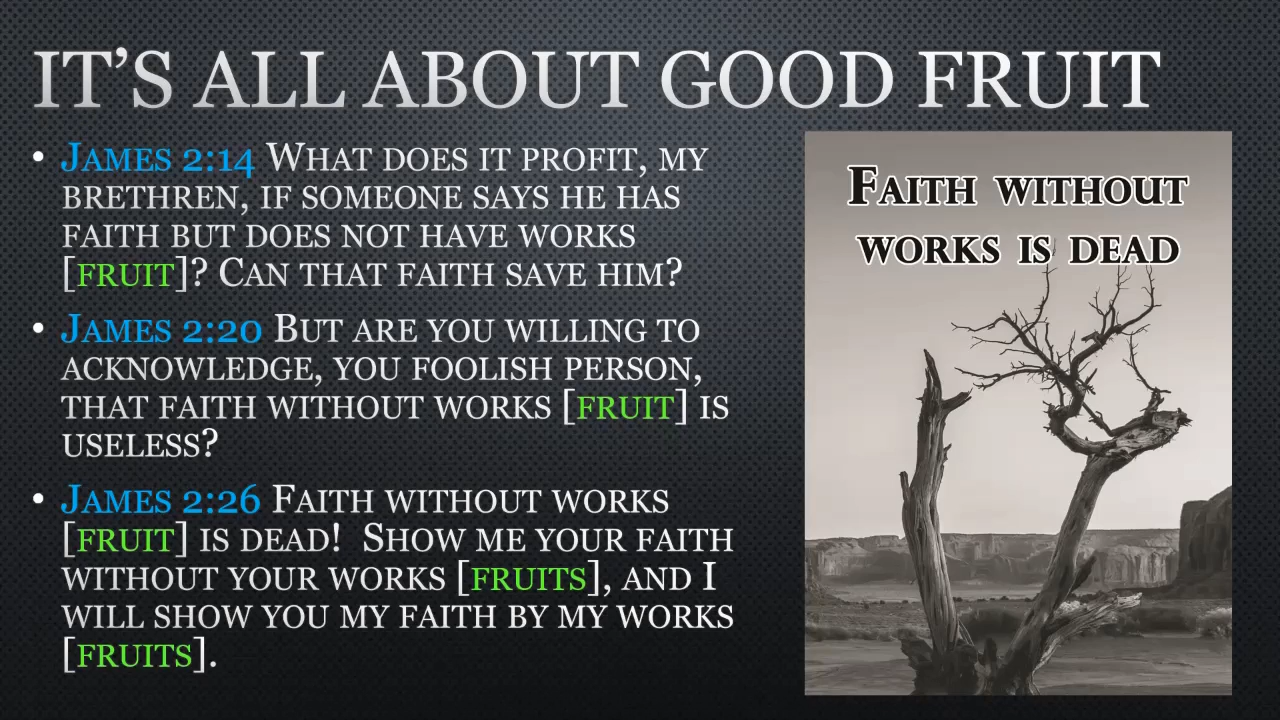 IT'S ALL ABOUT GOOD FRUIT
• JAMES 2:14 WHAT DOES IT PROFIT, MY
BRETHREN, IF SOMEONE SAYS HE HAS
FAITH BUT DOES NOT HAVE WORKS
[FRUIT]? CAN THAT FAITH SAVE HIM?
• JAMES 2:20 BUT ARE YOU WILLING TO
ACKNOWLEDGE, YOU FOOLISH PERSON,
THAT FAITH WITHOUT WORKS [FRUIT] IS
USELESS?
• JAMES 2:26 FAITH WITHOUT WORKS
[FRUIT] IS DEAD!  SHOW ME YOUR FAITH
WITHOUT YOUR WORKS [FRUITS], AND I
WILL SHOW YOU MY FAITH BY MY WORKS
[FRUITS].
FAITH WITHOUT
WORKS IS DEAD